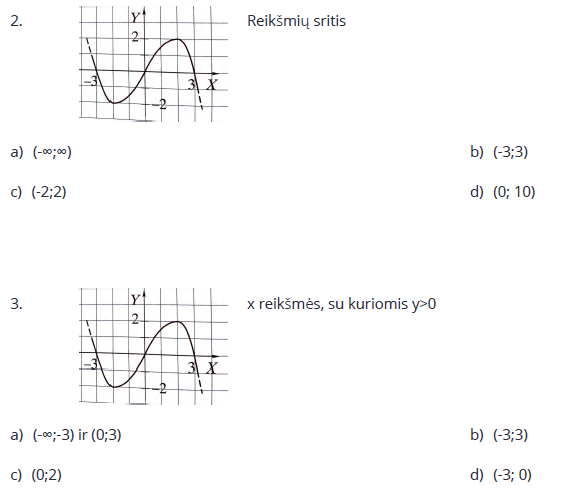 2. Reikšmių sritis
Y
2
-3 3 X
-2
a) (-∞;∞) b) (-3;3)
c) (-2;2) d) (0; 10)
3. x reikšmės, su kuriomis y>0
Y
2
-3 3 X
-2
a) (-∞;-3) ir (0;3) b) (-3;3)
c) (0;2) d) (-3; 0)